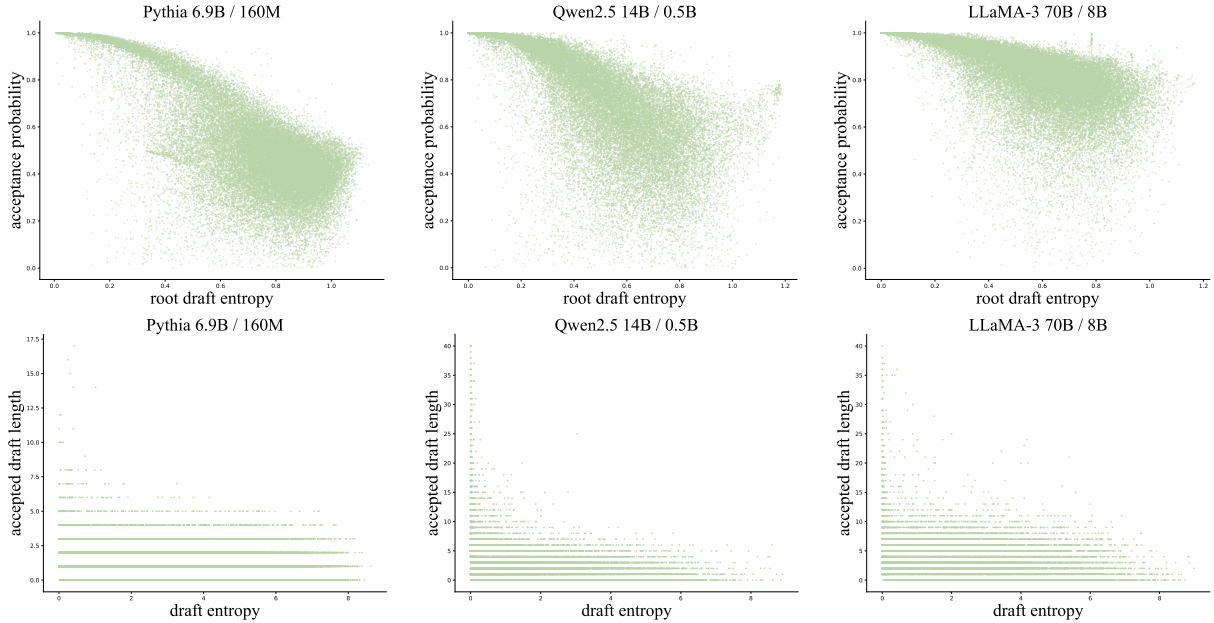 Pythia 6.9B / 160M
1.0
0.8
0.6
0.4
0.2
0.0
acceptance probability
0.0 0.2 0.4 0.6 0.8 1.0
root draft entropy
Qwen2.5 14B / 0.5B
1.0
0.8
0.6
0.4
0.2
0.0
acceptance probability
0.0 0.2 0.4 0.6 0.8 1.0 1.2
root draft entropy
LLaMA-3 70B / 8B
1.0
0.8
0.6
0.4
0.2
0.0
acceptance probability
0.0 0.2 0.4 0.6 0.8 1.0 1.2
root draft entropy
Pythia 6.9B / 160M
17.5
15.0
12.5
10.0
7.5
5.0
2.5
0.0
accepted draft length
0 2 4 6 8
draft entropy
Qwen2.5 14B / 0.5B
40
35
30
25
20
15
10
5
0
accepted draft length
0 2 4 6 8
draft entropy
LLaMA-3 70B / 8B
40
35
30
25
20
15
10
5
0
accepted draft length
0 2 4 6 8
draft entropy